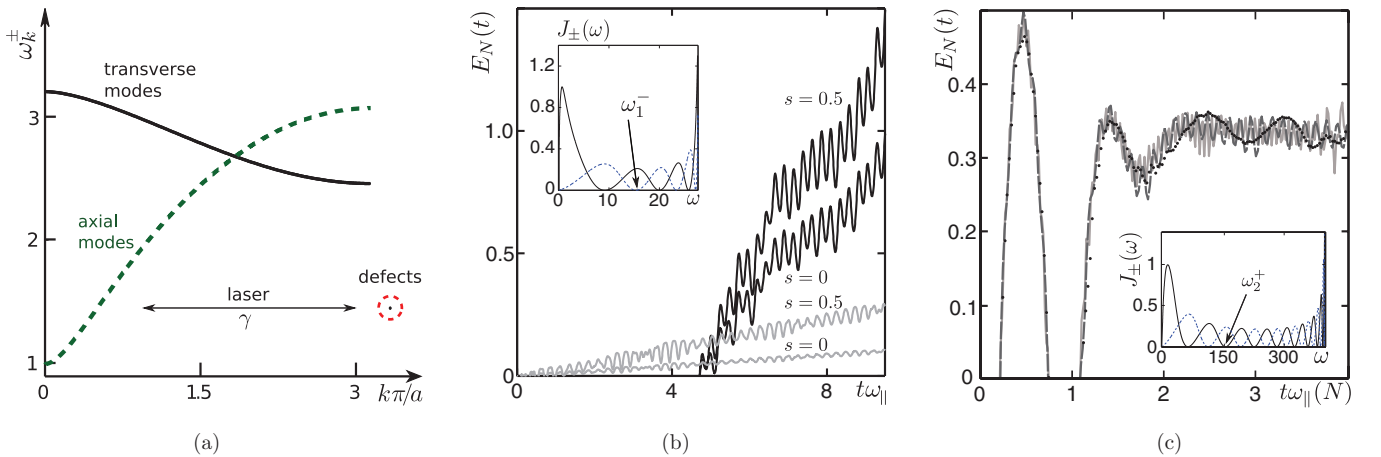 ω_k^±
transverse
modes
3
axial
modes
2
defects
laser
γ
1
0
1.5
3
kπ/a
(a)
E_N(t)
1.0
0.5
0
J_±(ω)
1.2
0.8
0.4
0
ω_1^-
0
10
20
ω
s = 0.5
s = 0
s = 0.5
s = 0
0
4
8
tω_∥
(b)
E_N(t)
0.4
0.3
0.2
0.1
0
J_±(ω)
1
0.5
0
ω_2^+
0
150
300
ω
0
1
2
3
tω_∥(N)
(c)